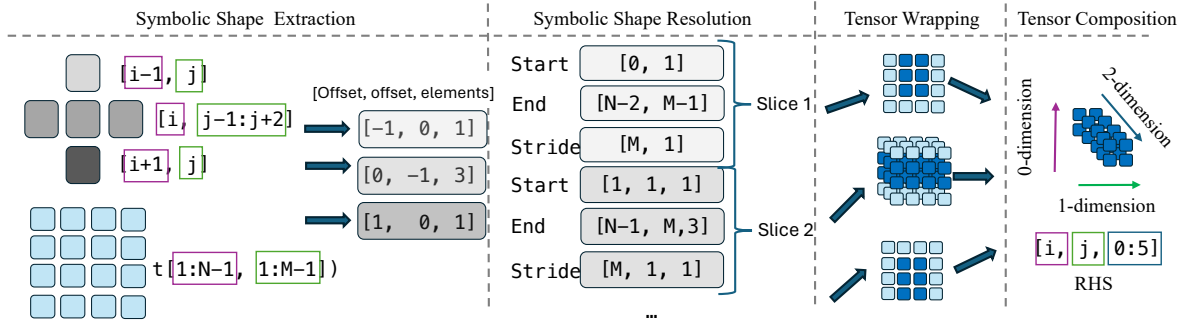 Symbolic Shape Extraction
[i−1, j]
[i, j-1:j+2]
[i+1, j]
t[1:N-1, 1:M-1])
[Offset, offset, elements]
[-1, 0, 1]
[0, -1, 3]
[1, 0, 1]
Symbolic Shape Resolution
Start [0, 1]
End [N-2, M-1]
Stride [M, 1]
Slice 1
Start [1, 1, 1]
End [N-1, M,3]
Stride [M, 1, 1]
Slice 2
…
Tensor Wrapping
Tensor Composition
0-dimension
2-dimension
1-dimension
[i, j, 0:5]
RHS